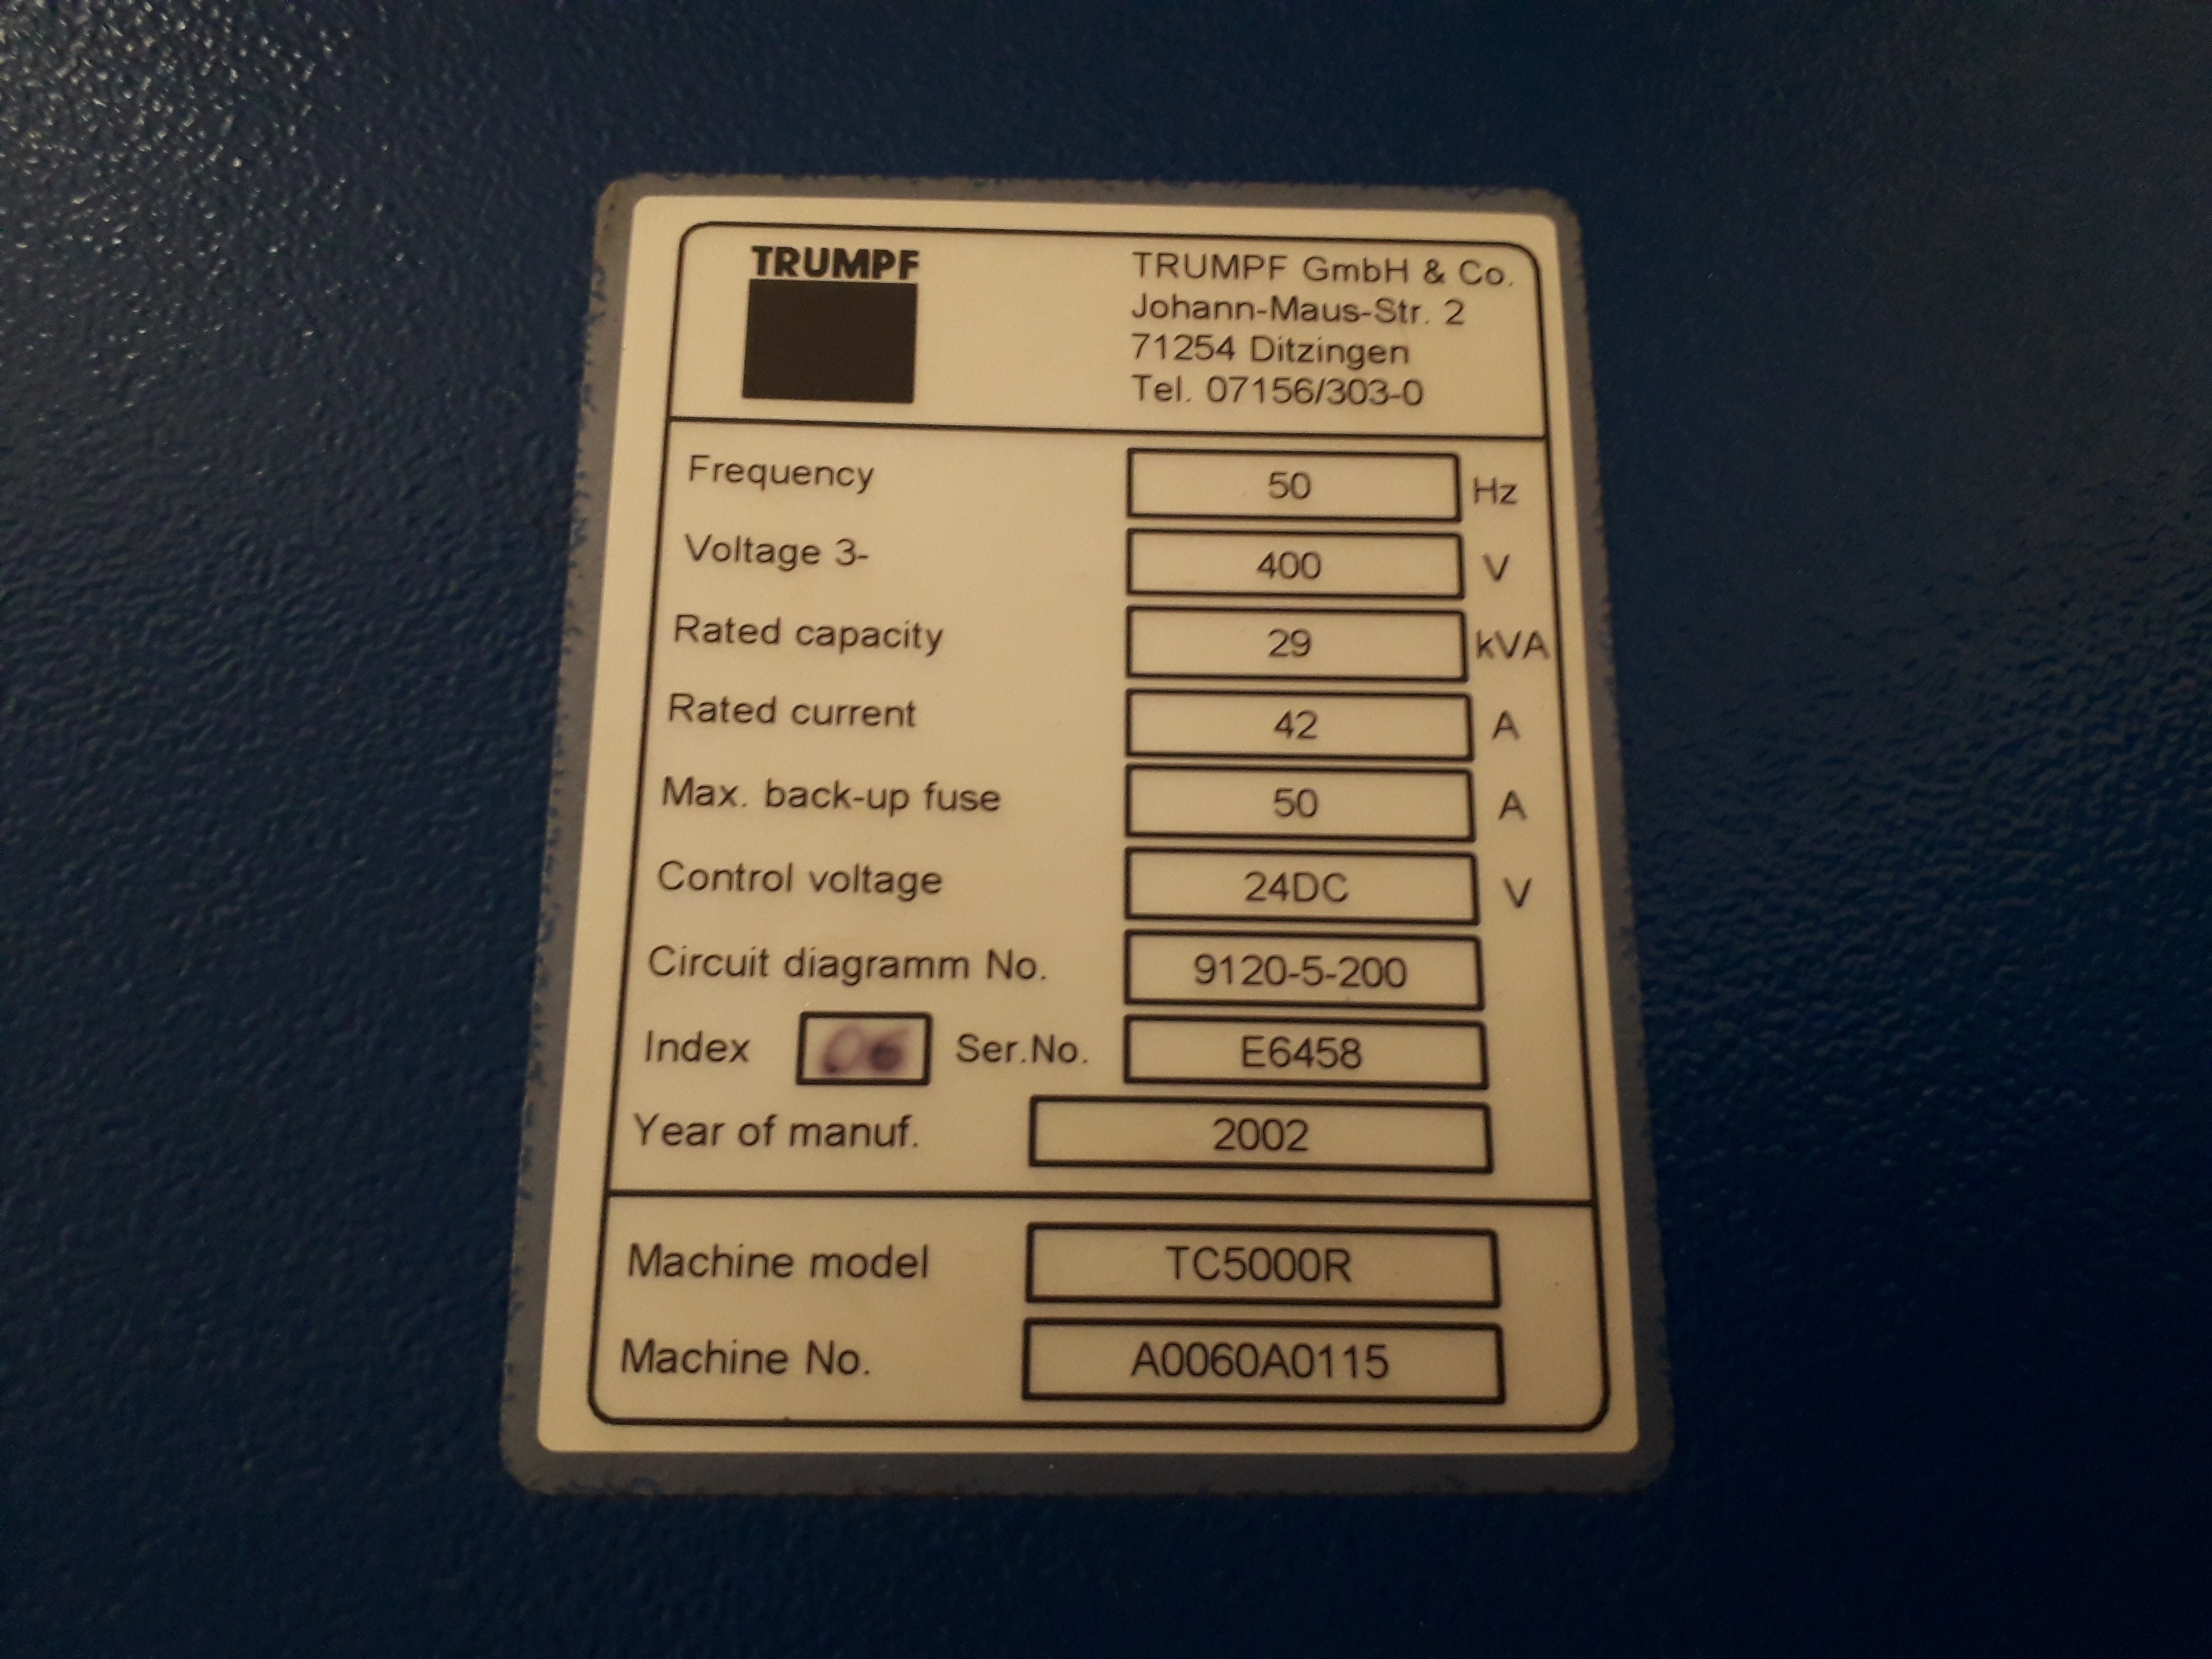 TRUMPF
TRUMPF GmbH & Co.
Johann-Maus-Str. 2
71254 Ditzingen
Tel. 07156/303-0
Frequency 50 Hz
Voltage 3- 400 V
Rated capacity 29 kVA
Rated current 42 A
Max. back-up fuse 50 A
Control voltage 24DC V
Circuit diagramm No. 9120-5-200
Index 06 Ser.No. E6458
Year of manuf. 2002
Machine model TC5000R
Machine No. A0060A0115